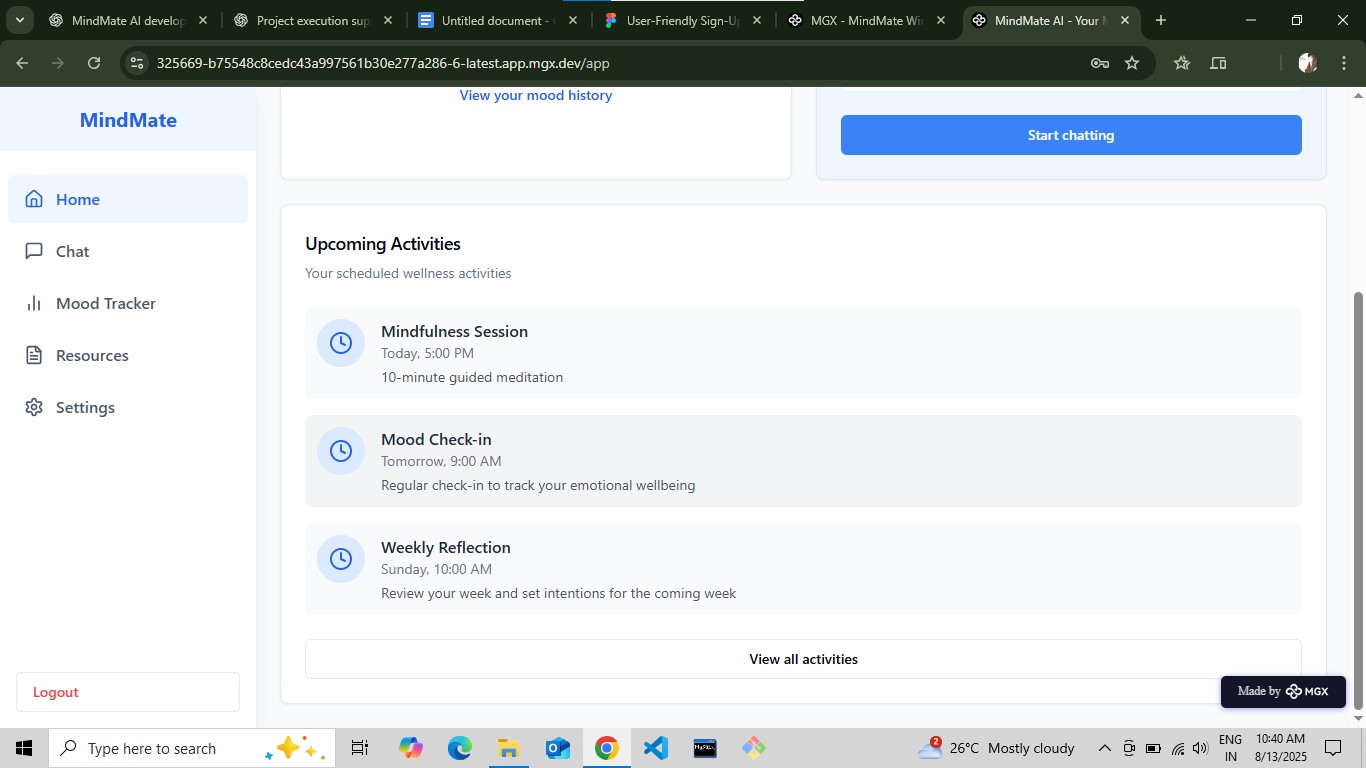 MindMate AI develop
Project execution sup
Untitled document -
User-Friendly Sign-U
MGX - MindMate Wi
MindMate AI - Your M
325669-b75548c8cedc43a997561b30e277a286-6-latest.app.mgx.dev/app
MindMate
Home
Chat
Mood Tracker
Resources
Settings
Logout
View your mood history
Start chatting
Upcoming Activities
Your scheduled wellness activities
Mindfulness Session
Today, 5:00 PM
10-minute guided meditation
Mood Check-in
Tomorrow, 9:00 AM
Regular check-in to track your emotional wellbeing
Weekly Reflection
Sunday, 10:00 AM
Review your week and set intentions for the coming week
View all activities
Made by MGX
Type here to search
2
26°C Mostly cloudy
ENG
IN
10:40 AM
8/13/2025